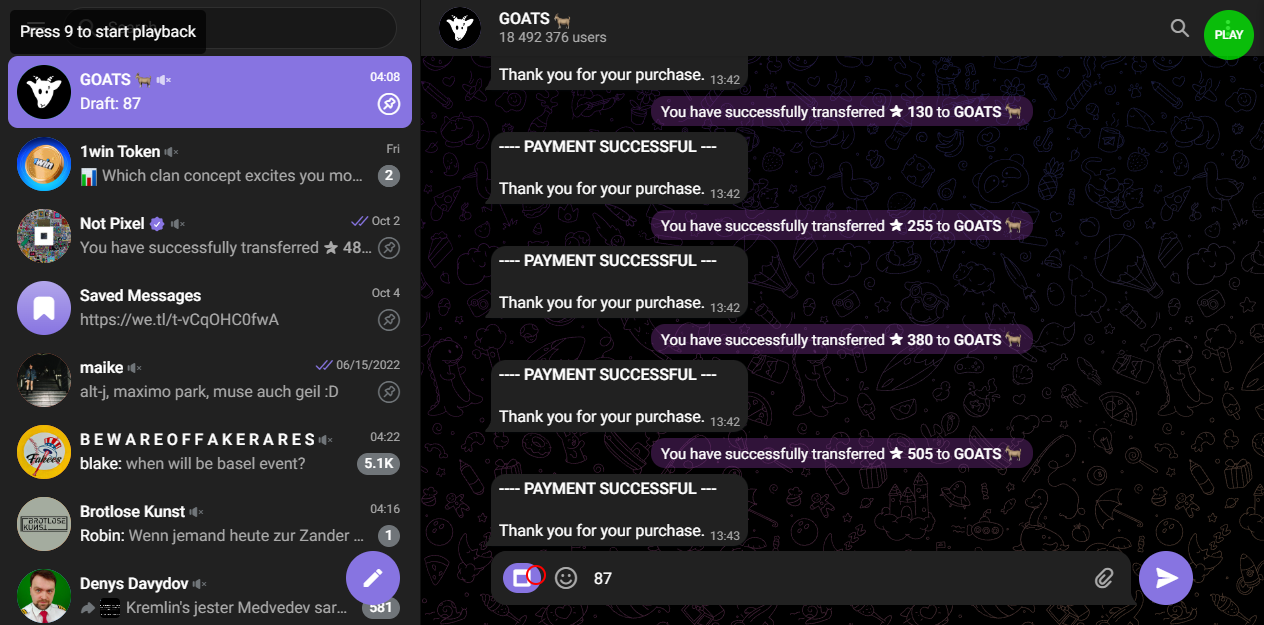 Press 9 to start playback
GOATS 🐐
04:08
Draft: 87
1win Token
Fri
📊 Which clan concept excites you mo...
2
Not Pixel
Oct 2
You have successfully transferred ★ 48...
Saved Messages
Oct 4
https://we.tl/t-vCqOHC0fwA
maike
06/15/2022
alt-j, maximo park, muse auch geil :D
B E W A R E O F F A K E R A R E S
04:22
blake: when will be basel event?
5.1K
Brotlose Kunst
04:16
Robin: Wenn jemand heute zur Zander ...
1
Denys Davydov
Kremlin's jester Medvedev sar...
581
1win
Fakes
BROTLOSE
KUNST
GOATS 🐐
18 492 376 users
PLAY
Thank you for your purchase. 13:42
You have successfully transferred ★ 130 to GOATS 🐐
---- PAYMENT SUCCESSFUL ---
Thank you for your purchase. 13:42
You have successfully transferred ★ 255 to GOATS 🐐
---- PAYMENT SUCCESSFUL ---
Thank you for your purchase. 13:42
You have successfully transferred ★ 380 to GOATS 🐐
---- PAYMENT SUCCESSFUL ---
Thank you for your purchase. 13:42
You have successfully transferred ★ 505 to GOATS 🐐
---- PAYMENT SUCCESSFUL ---
Thank you for your purchase. 13:43
87